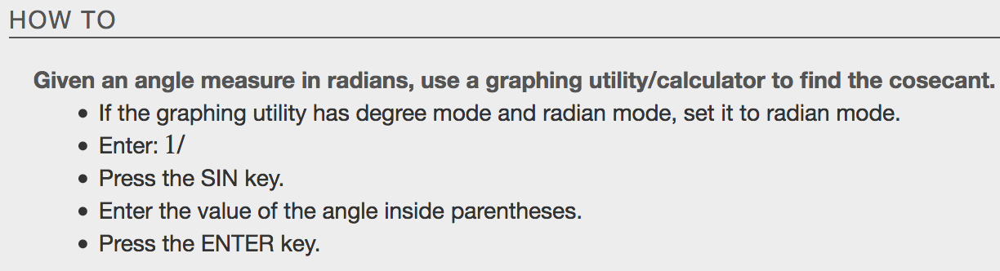 HOW TO
Given an angle measure in radians, use a graphing utility/calculator to find the cosecant.
• If the graphing utility has degree mode and radian mode, set it to radian mode.
• Enter: 1/
• Press the SIN key.
• Enter the value of the angle inside parentheses.
• Press the ENTER key.